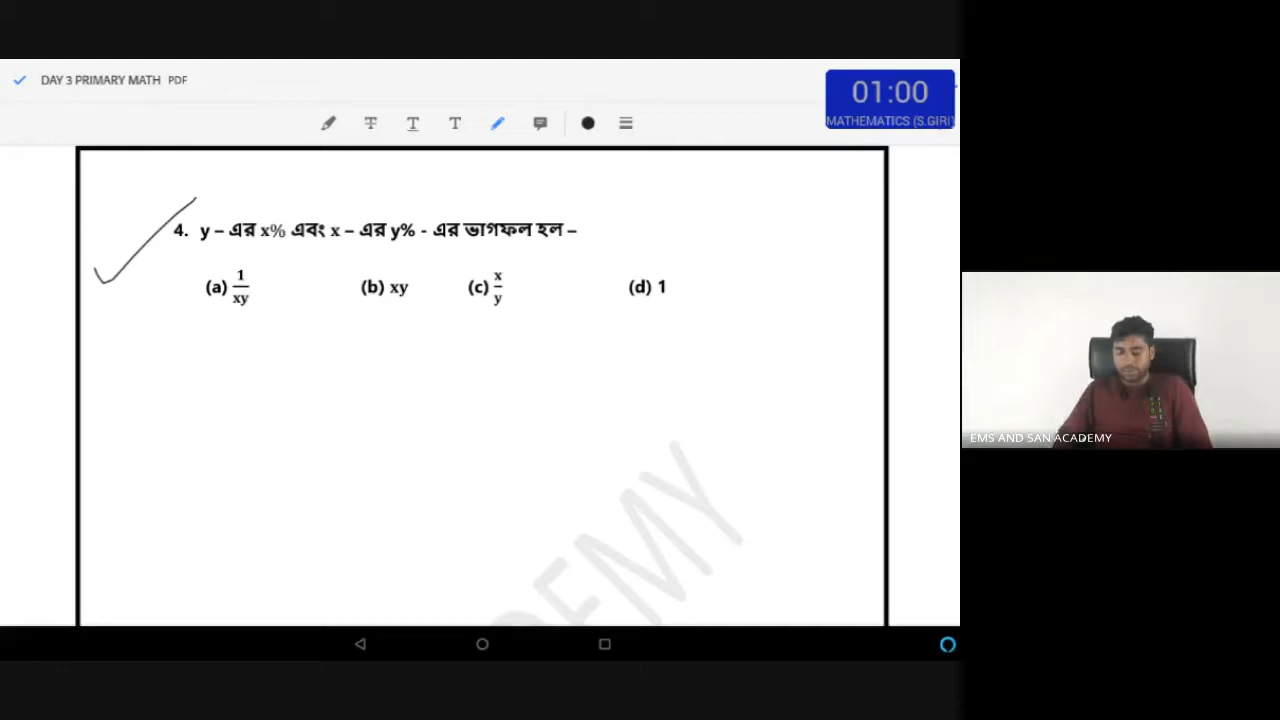 DAY 3 PRIMARY MATH PDF
01:00
MATHEMATICS (S.GIRI)
T T T
4. y – এর x% এবং x – এর y% - এর ভাগফল হল –
(a) 1/xy (b) xy (c) x/y (d) 1
EMS AND SAN ACADEMY
DEMY